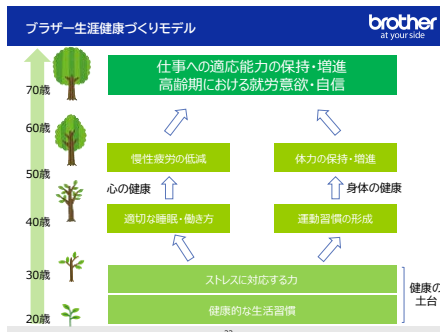 ブラザー生涯健康づくりモデル
brother
at your side
仕事への適応能力の保持・増進
高齢期における就労意欲・自信
70歳
60歳
慢性疲労の低減
体力の保持・増進
50歳
心の健康
身体の健康
適切な睡眠・働き方
運動習慣の形成
40歳
30歳
ストレスに対応する力
健康の
土台
健康的な生活習慣
20歳